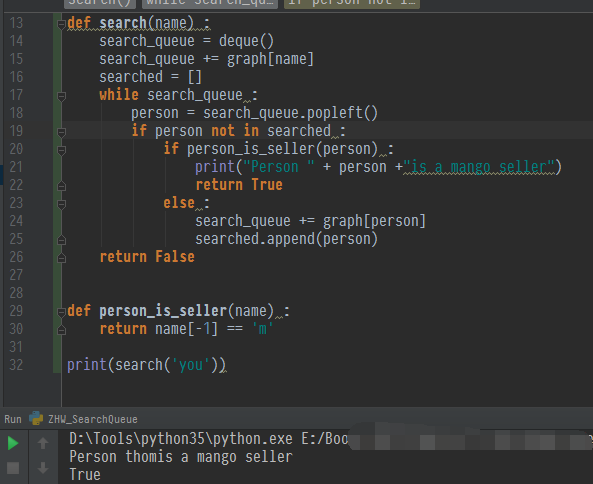 search()
while search_qu...
if person not i...
13 def search(name) :
14     search_queue = deque()
15     search_queue += graph[name]
16     searched = []
17     while search_queue :
18         person = search_queue.popleft()
19         if person not in searched :
20             if person_is_seller(person) :
21                 print("Person " + person +"is a mango seller")
22                 return True
23             else :
24                 search_queue += graph[person]
25                 searched.append(person)
26     return False
27
28
29 def person_is_seller(name) :
30     return name[-1] == 'm'
31
32 print(search('you'))
Run ZHW_SearchQueue
D:\Tools\python35\python.exe E:/Boo
Person thomis a mango seller
True